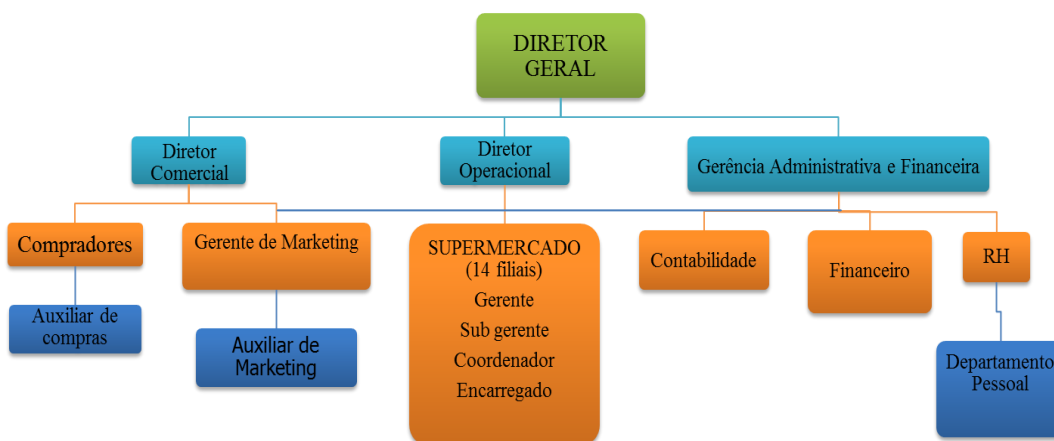 DIRETOR
GERAL
Diretor
Comercial
Diretor
Operacional
Gerência Administrativa e Financeira
Compradores
Gerente de Marketing
SUPERMERCADO
(14 filiais)
Gerente
Sub gerente
Coordenador
Encarregado
Contabilidade
Financeiro
RH
Auxiliar de
compras
Auxiliar de
Marketing
Departamento
Pessoal